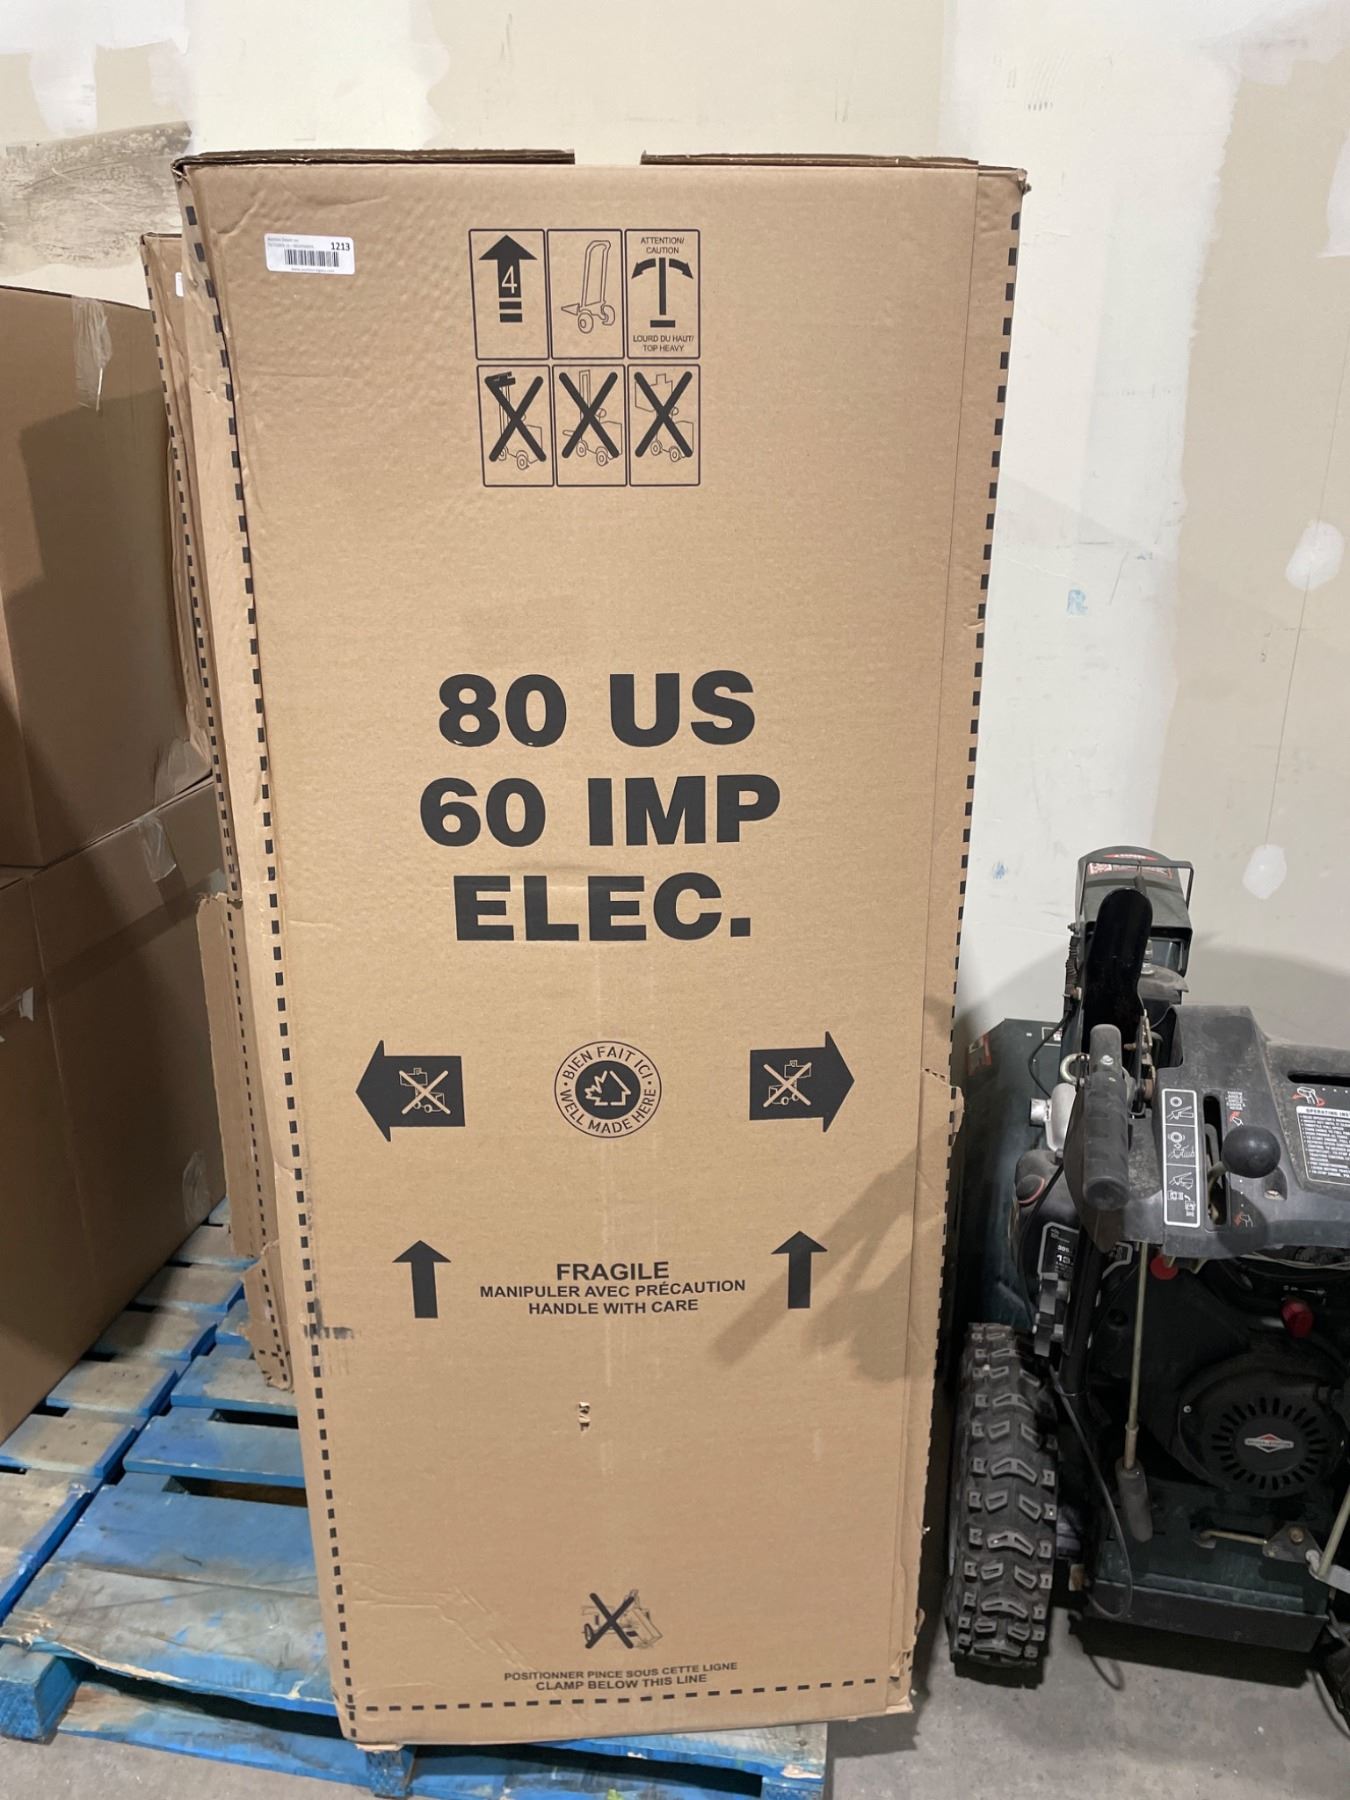 1213
4
ATTENTION/
CAUTION
LOURD DU HAUT/
TOP HEAVY
80 US
60 IMP
ELEC.
BIEN FAIT ICI
WELL MADE HERE
FRAGILE
MANIPULER AVEC PRÉCAUTION
HANDLE WITH CARE
POSITIONNER PINCE SOUS CETTE LIGNE
CLAMP BELOW THIS LINE